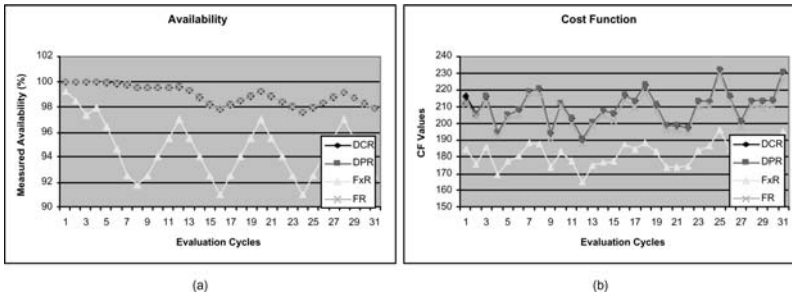 Availability
Measured Availability (%)
102
100
98
96
94
92
90
1 3 5 7 9 11 13 15 17 19 21 23 25 27 29 31
Evaluation Cycles
DCR
DPR
FxR
FR
(a)
Cost Function
CF Values
240
230
220
210
200
190
180
170
160
150
1 3 5 7 9 11 13 15 17 19 21 23 25 27 29 31
Evaluation Cycles
DCR
DPR
FxR
FR
(b)